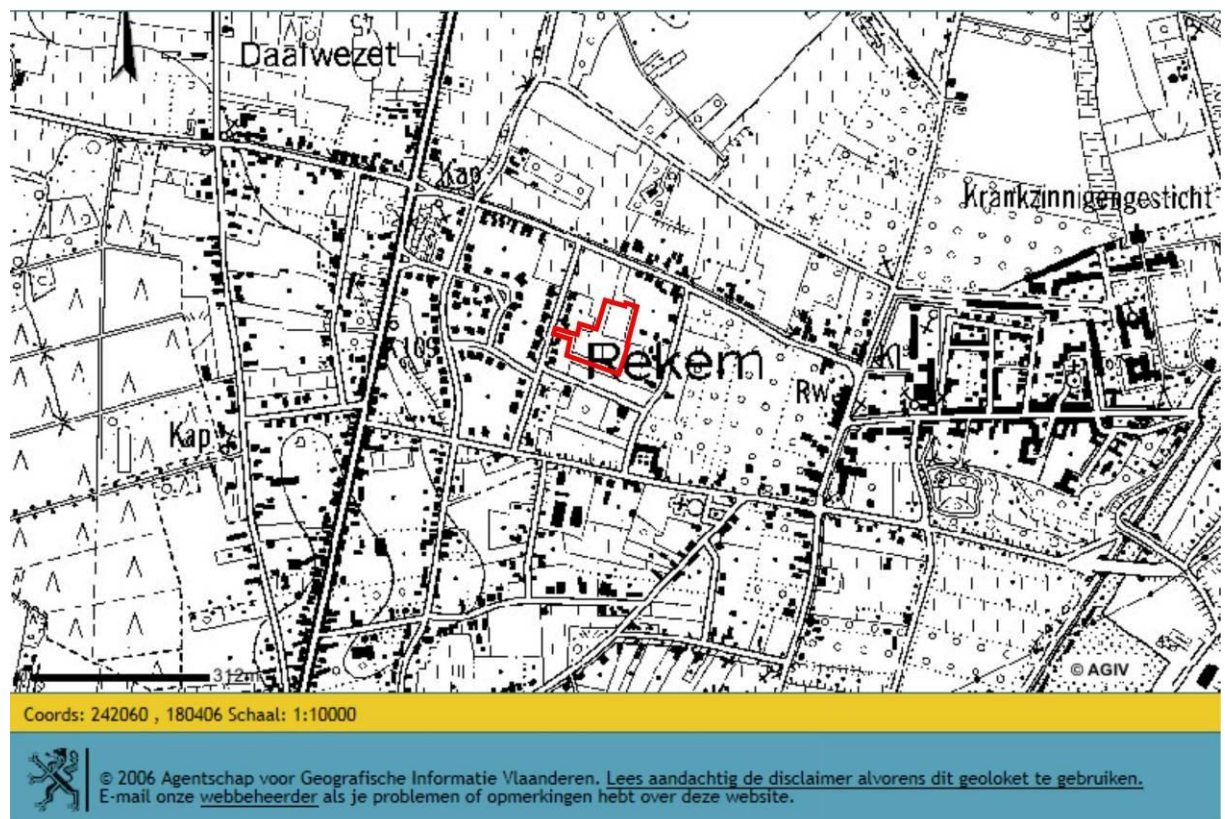 Daalwezet
Kap
Krankzinnigengesticht
Rekem
Rw
Kap
312m
© AGIV
Coords: 242060 , 180406 Schaal: 1:10000
© 2006 Agentschap voor Geografische Informatie Vlaanderen. Lees aandachtig de disclaimer alvorens dit geoloket te gebruiken.
E-mail onze webbeheerder als je problemen of opmerkingen hebt over deze website.